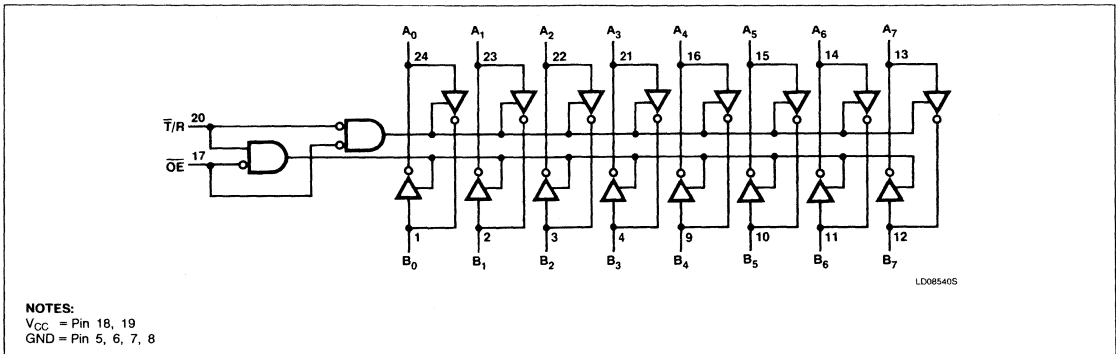 A0 A1 A2 A3 A4 A5 A6 A7
24 23 22 21 16 15 14 13
T̅/R 20
O̅E̅ 17
1 2 3 4 9 10 11 12
B0 B1 B2 B3 B4 B5 B6 B7
LD08540S
NOTES:
VCC = Pin 18, 19
GND = Pin 5, 6, 7, 8